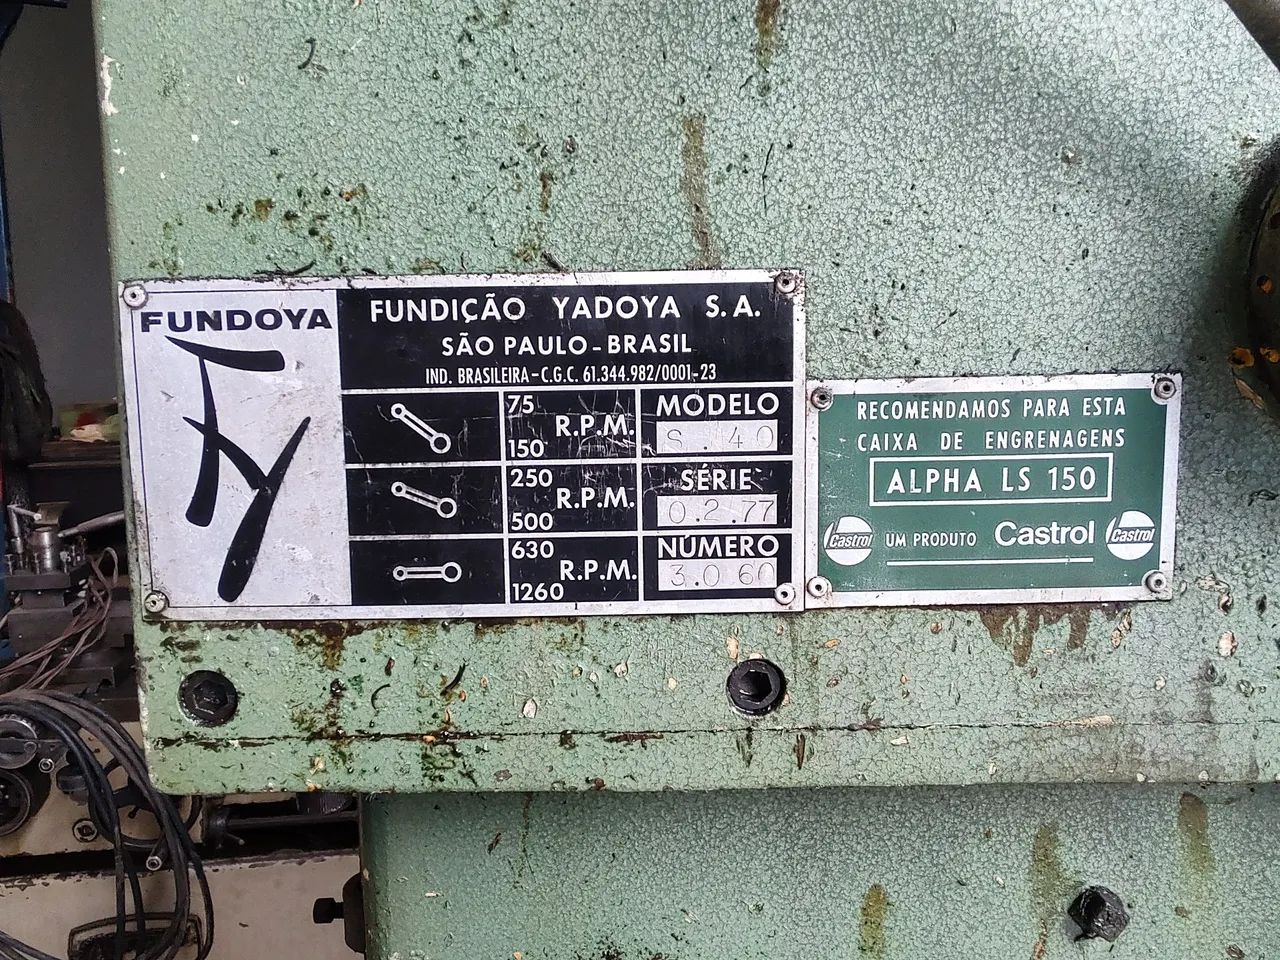 FUNDOYA
FUNDIÇÃO YADOYA S.A.
SÃO PAULO-BRASIL
IND. BRASILEIRA-C.G.C. 61.344.982/0001-23
75
R.P.M.
150
MODELO
S.40
250
R.P.M.
500
SÉRIE
0.2.77
630
R.P.M.
1260
NÚMERO
3.060
RECOMENDAMOS PARA ESTA
CAIXA DE ENGRENAGENS
ALPHA LS 150
Castrol UM PRODUTO Castrol Castrol